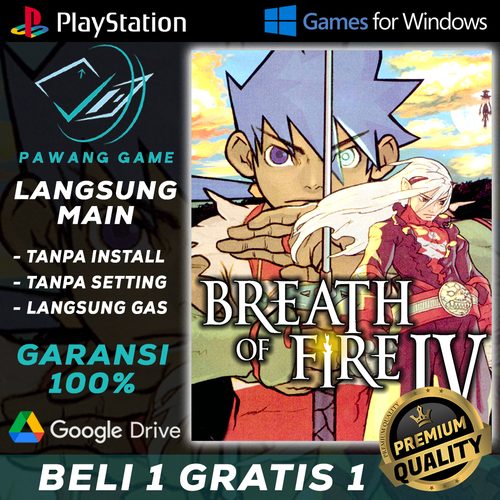 PlayStation
Games for Windows
PAWANG GAME
LANGSUNG
MAIN
- TANPA INSTALL
- TANPA SETTING
- LANGSUNG GAS
GARANSI
100%
Google Drive
BREATH
OF FIRE IV
PREMIUM
QUALITY
BELI 1 GRATIS 1